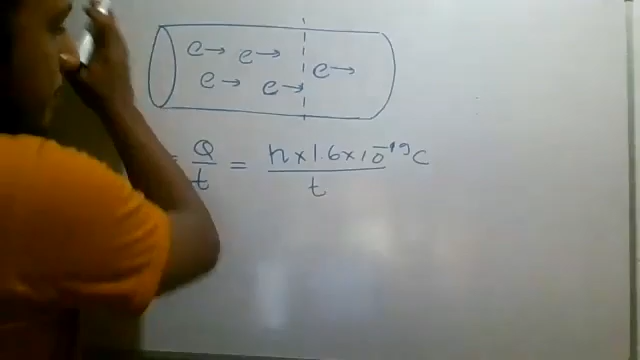 e→ e→ e→
e→ e→
= Q/t = n×1.6×10⁻¹⁹C/t